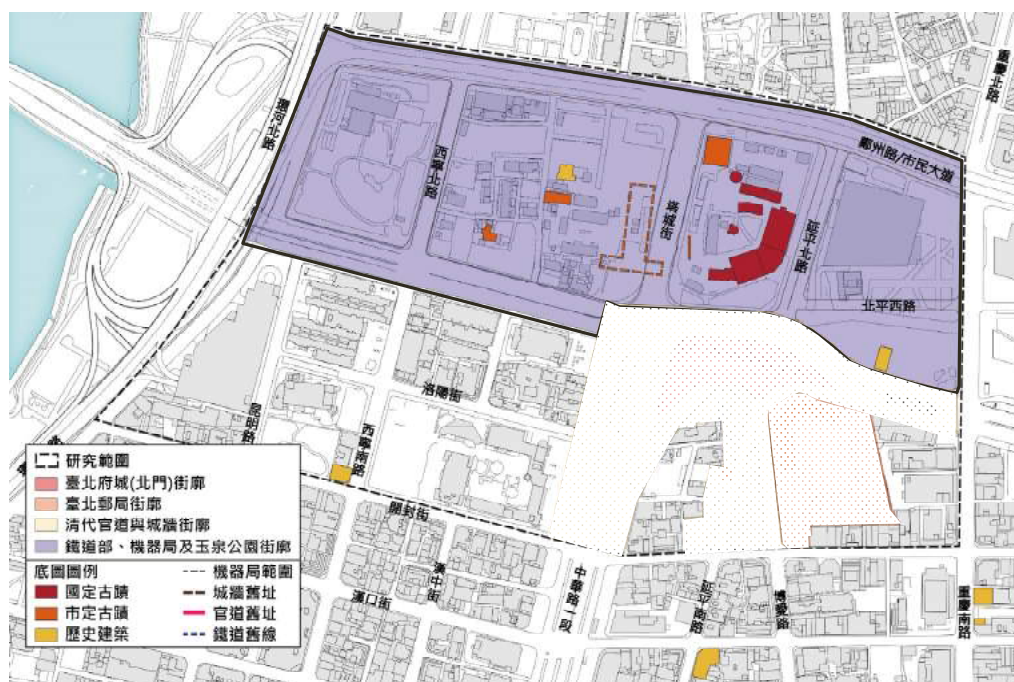 重慶北路
環河北路
鄭州路/市民大道
西寧北路
塔城街
延平北路
北平西路
洛陽街
昆明路
西寧南路
開封街
漢中街
漢口街
中華路一段
延平南路
博愛路
重慶南路
研究範圍
臺北府城(北門)街廓
臺北郵局街廓
清代官道與城牆街廓
鐵道部、機器局及玉泉公園街廓
底圖圖例
國定古蹟
市定古蹟
歷史建築
機器局範圍
城牆舊址
官道舊址
鐵道舊線